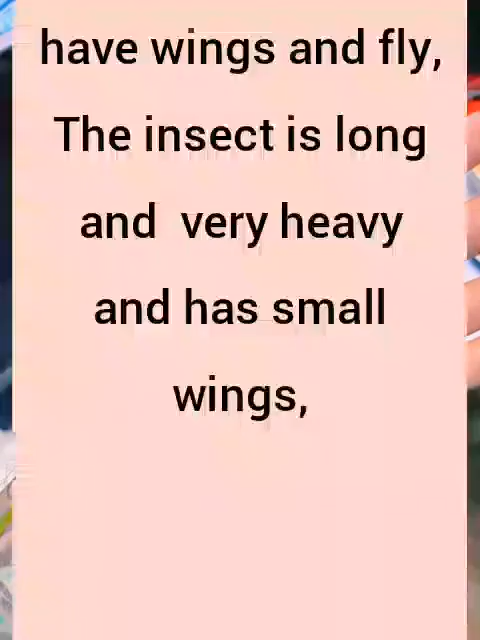 have wings and fly,
The insect is long
and  very heavy
and has small
wings,